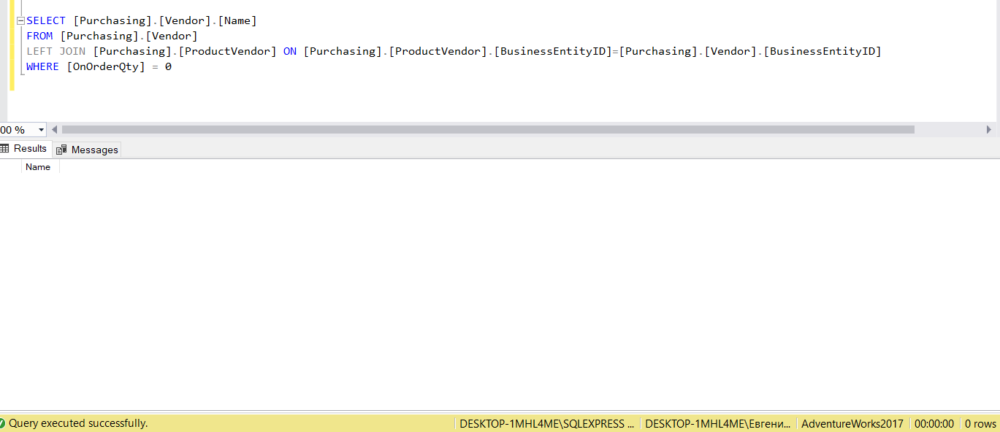 SELECT [Purchasing].[Vendor].[Name]
FROM [Purchasing].[Vendor]
LEFT JOIN [Purchasing].[ProductVendor] ON [Purchasing].[ProductVendor].[BusinessEntityID]=[Purchasing].[Vendor].[BusinessEntityID]
WHERE [OnOrderQty] = 0
00 %
Results Messages
Name
Query executed successfully. DESKTOP-1MHL4ME\SQLEXPRESS ... DESKTOP-1MHL4ME\Евгени... AdventureWorks2017 00:00:00 0 rows